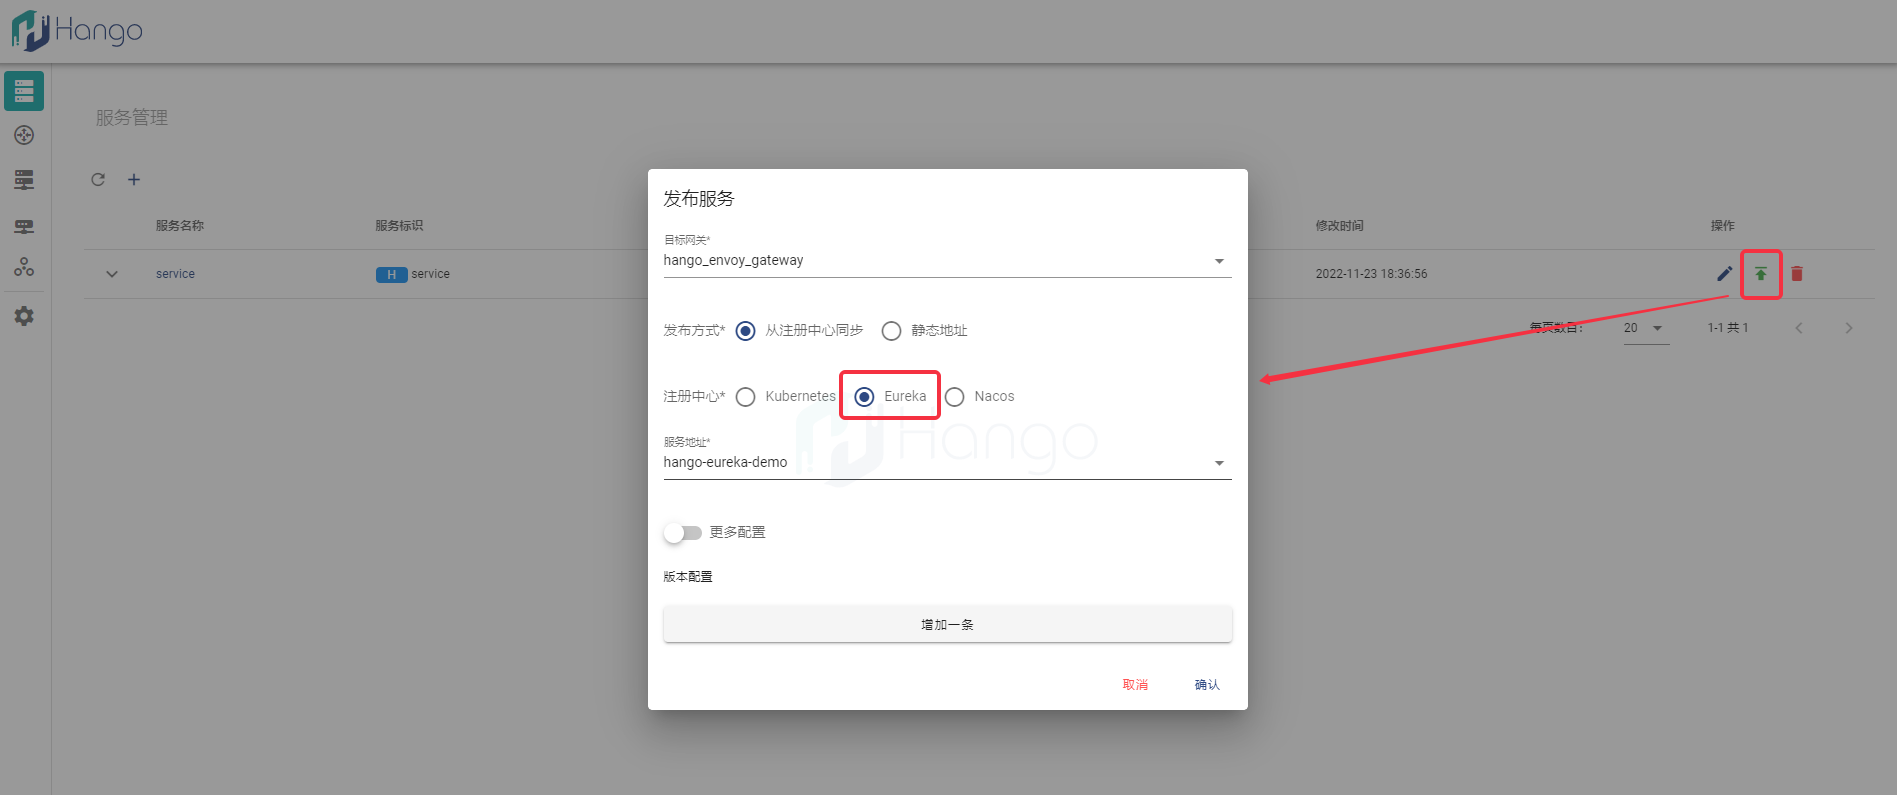 Hango
服务管理
服务名称 服务标识 修改时间 操作
service H service 2022-11-23 18:36:56
每页数目： 20 1-1 共 1
发布服务
目标网关*
hango_envoy_gateway
发布方式* 从注册中心同步 静态地址
注册中心* Kubernetes Eureka Nacos
Hango
服务地址*
hango-eureka-demo
更多配置
版本配置
增加一条
取消 确认